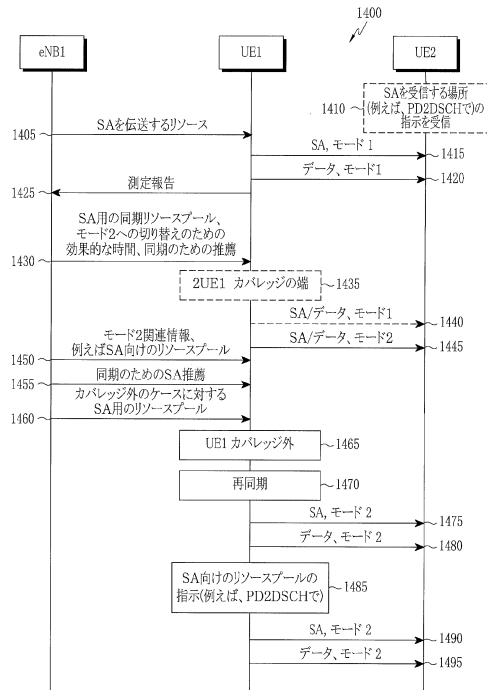 1400
eNB1
UE1
UE2
1410
SAを受信する場所
(例えば、PD2DSCHで)の
指示を受信
1405
SAを伝送するリソース
SA, モード 1
1415
データ、モード1
1420
測定報告
1425
SA用の同期リソースプール、
モード2への切り替えのための
効果的な時間、同期のための推薦
1430
2UE1 カバレッジの端
1435
SA/データ、モード1
1440
モード2関連情報、
例えばSA向けのリソースプール
SA/データ、モード2
1445
1450
同期のためのSA推薦
1455
カバレッジ外のケースに対する
SA用のリソースプール
1460
UE1 カバレッジ外
1465
再同期
1470
SA, モード 2
1475
データ、モード 2
1480
SA向けのリソースプールの
指示(例えば、PD2DSCHで)
1485
SA, モード 2
1490
データ、モード 2
1495